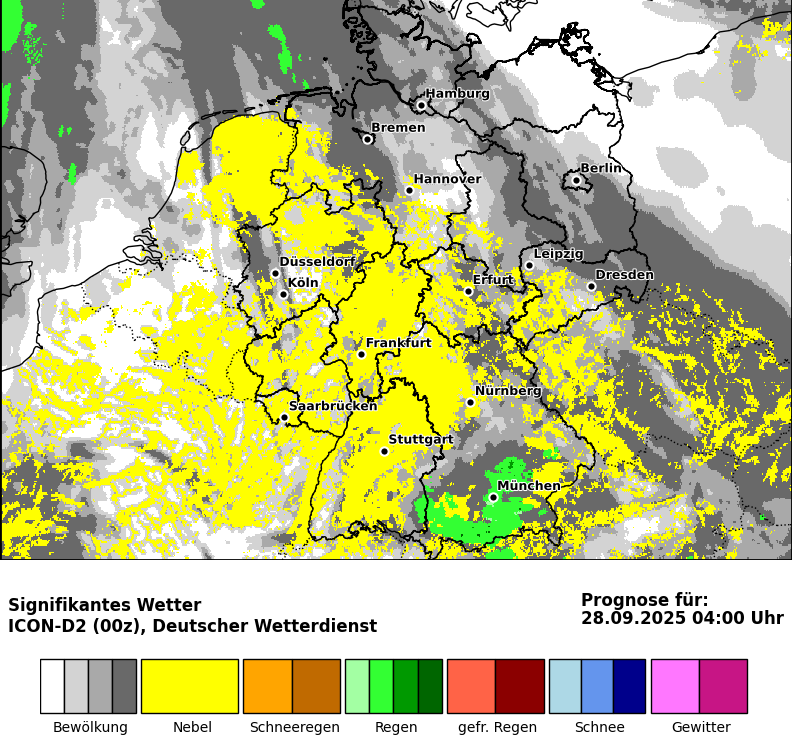 Hamburg
Bremen
Berlin
Hannover
Leipzig
Düsseldorf
Dresden
Köln
Erfurt
Frankfurt
Nürnberg
Saarbrücken
Stuttgart
München
Signifikantes Wetter
ICON-D2 (00z), Deutscher Wetterdienst
Prognose für:
28.09.2025 04:00 Uhr
Bewölkung Nebel Schneeregen Regen gefr. Regen Schnee Gewitter